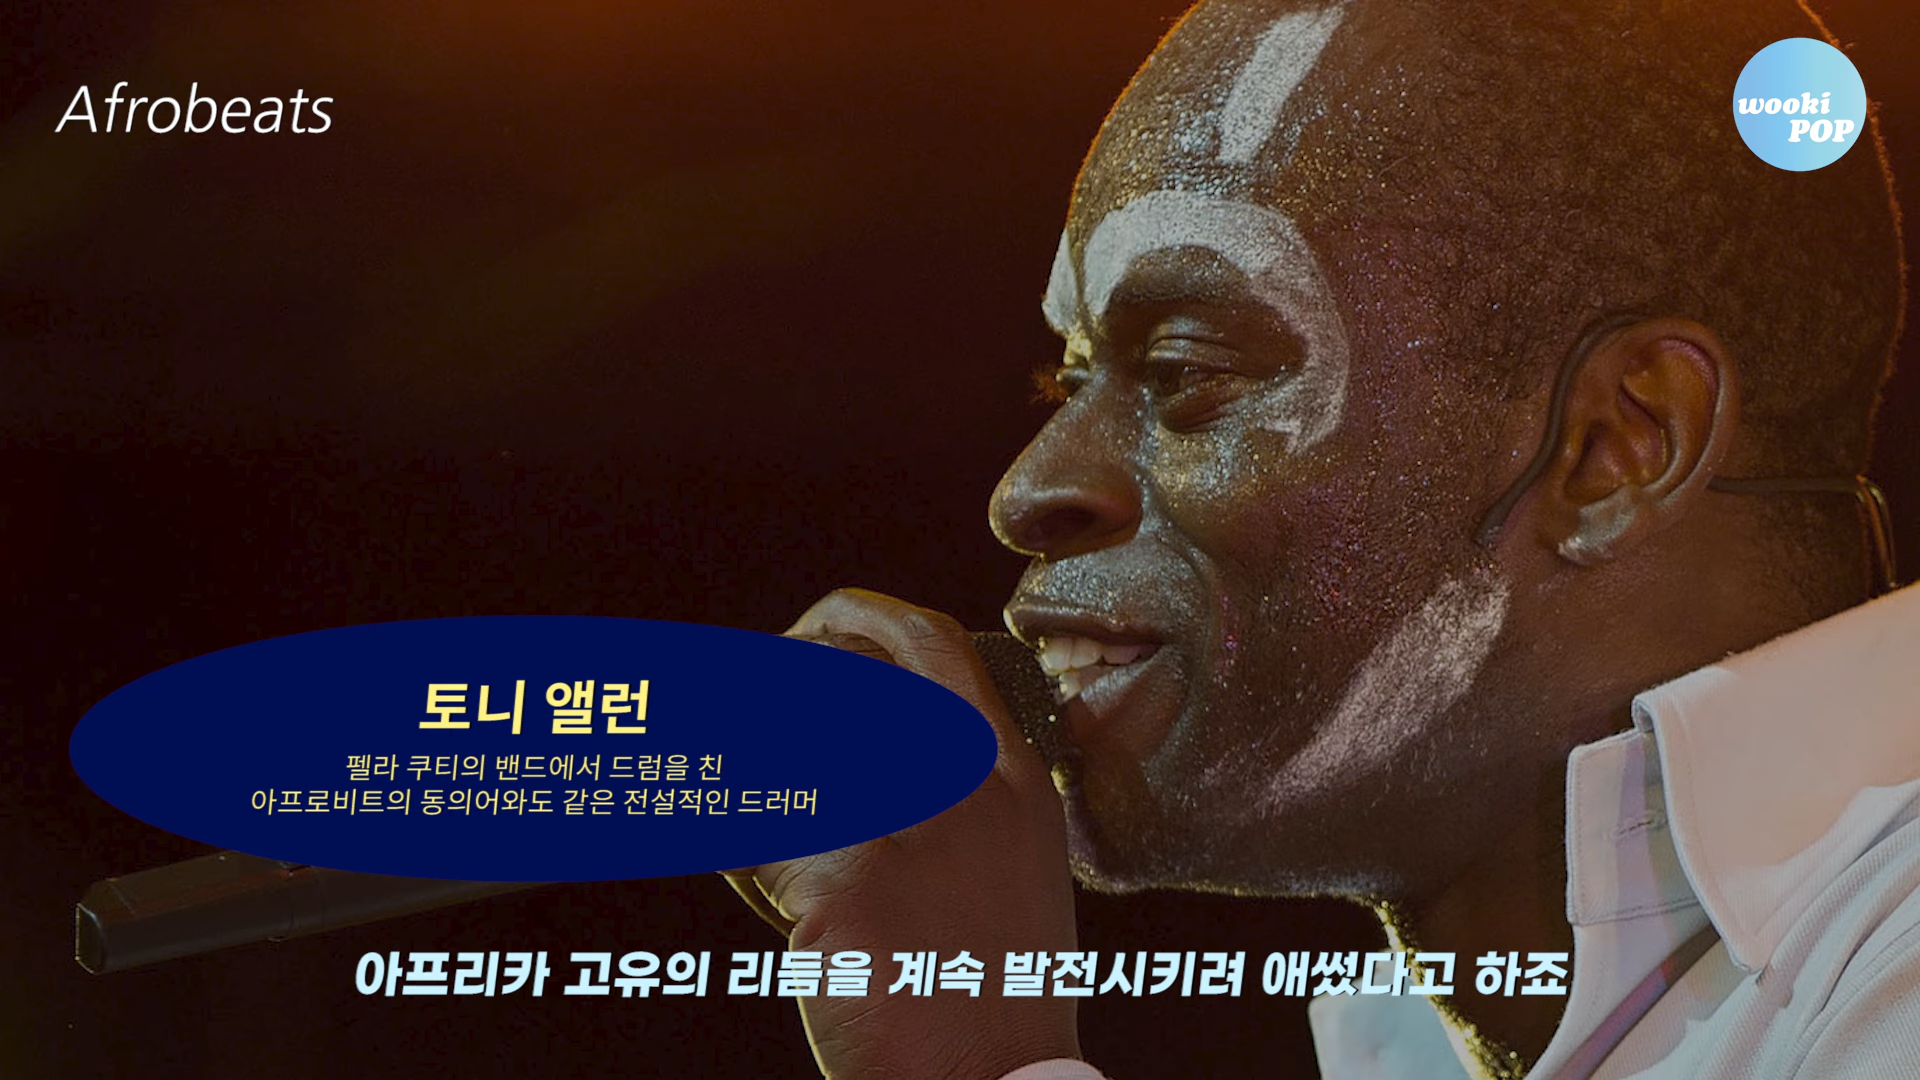 Afrobeats
wooki
POP
토니 앨런
펠라 쿠티의 밴드에서 드럼을 친
아프로비트의 동의어와도 같은 전설적인 드러머
아프리카 고유의 리듬을 계속 발전시키려 애썼다고 하죠